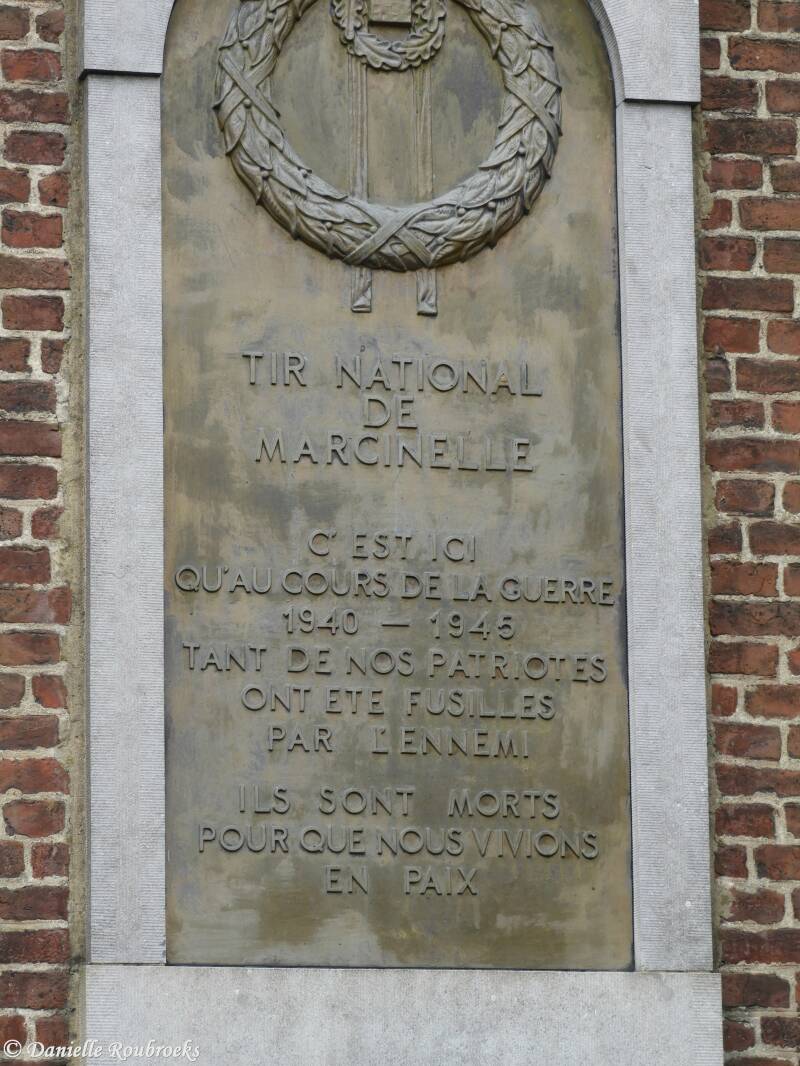 TIR NATIONAL
DE
MARCINELLE
C'EST ICI
QU'AU COURS DE LA GUERRE
1940 — 1945
TANT DE NOS PATRIOTES
ONT ETE FUSILLES
PAR L'ENNEMI
ILS SONT MORTS
POUR QUE NOUS VIVIONS
EN PAIX
© Danielle Roubroeks